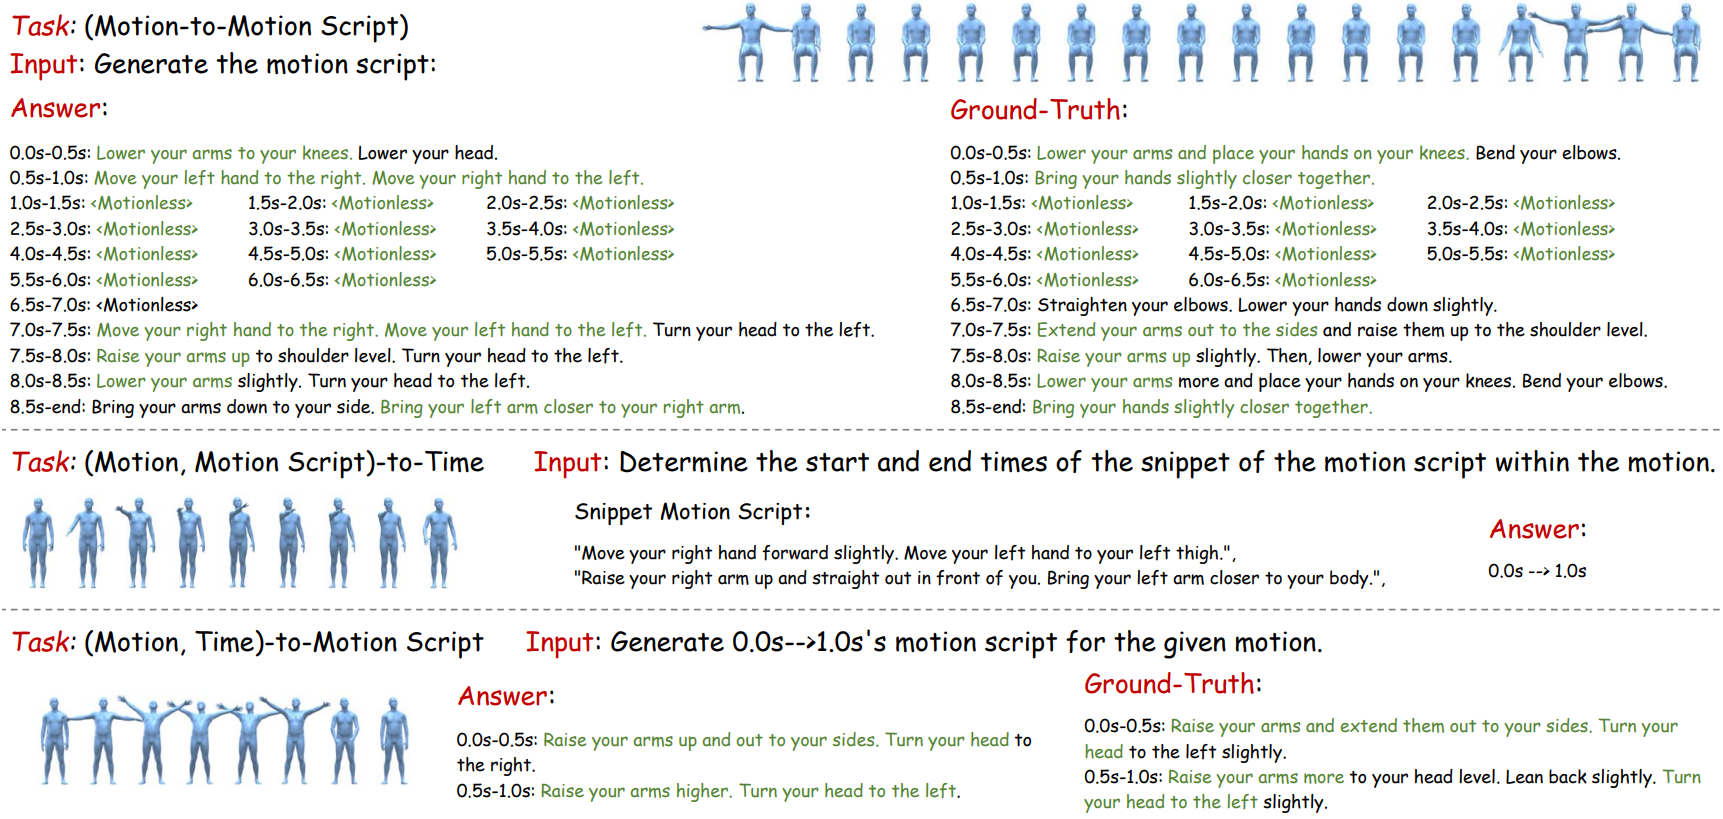 Task: (Motion-to-Motion Script)
Input: Generate the motion script:
Answer:
0.0s-0.5s: Lower your arms to your knees. Lower your head.
0.5s-1.0s: Move your left hand to the right. Move your right hand to the left.
1.0s-1.5s: <Motionless> 1.5s-2.0s: <Motionless> 2.0s-2.5s: <Motionless>
2.5s-3.0s: <Motionless> 3.0s-3.5s: <Motionless> 3.5s-4.0s: <Motionless>
4.0s-4.5s: <Motionless> 4.5s-5.0s: <Motionless> 5.0s-5.5s: <Motionless>
5.5s-6.0s: <Motionless> 6.0s-6.5s: <Motionless>
6.5s-7.0s: <Motionless>
7.0s-7.5s: Move your right hand to the right. Move your left hand to the left. Turn your head to the left.
7.5s-8.0s: Raise your arms up to shoulder level. Turn your head to the left.
8.0s-8.5s: Lower your arms slightly. Turn your head to the left.
8.5s-end: Bring your arms down to your side. Bring your left arm closer to your right arm.
Ground-Truth:
0.0s-0.5s: Lower your arms and place your hands on your knees. Bend your elbows.
0.5s-1.0s: Bring your hands slightly closer together.
1.0s-1.5s: <Motionless> 1.5s-2.0s: <Motionless> 2.0s-2.5s: <Motionless>
2.5s-3.0s: <Motionless> 3.0s-3.5s: <Motionless> 3.5s-4.0s: <Motionless>
4.0s-4.5s: <Motionless> 4.5s-5.0s: <Motionless> 5.0s-5.5s: <Motionless>
5.5s-6.0s: <Motionless> 6.0s-6.5s: <Motionless>
6.5s-7.0s: Straighten your elbows. Lower your hands down slightly.
7.0s-7.5s: Extend your arms out to the sides and raise them up to the shoulder level.
7.5s-8.0s: Raise your arms up slightly. Then, lower your arms.
8.0s-8.5s: Lower your arms more and place your hands on your knees. Bend your elbows.
8.5s-end: Bring your hands slightly closer together.
Task: (Motion, Motion Script)-to-Time
Input: Determine the start and end times of the snippet of the motion script within the motion.
Snippet Motion Script:
"Move your right hand forward slightly. Move your left hand to your left thigh.",
"Raise your right arm up and straight out in front of you. Bring your left arm closer to your body.",
Answer:
0.0s --> 1.0s
Task: (Motion, Time)-to-Motion Script
Input: Generate 0.0s-->1.0s's motion script for the given motion.
Answer:
0.0s-0.5s: Raise your arms up and out to your sides. Turn your head to
the right.
0.5s-1.0s: Raise your arms higher. Turn your head to the left.
Ground-Truth:
0.0s-0.5s: Raise your arms and extend them out to your sides. Turn your
head to the left slightly.
0.5s-1.0s: Raise your arms more to your head level. Lean back slightly. Turn
your head to the left slightly.